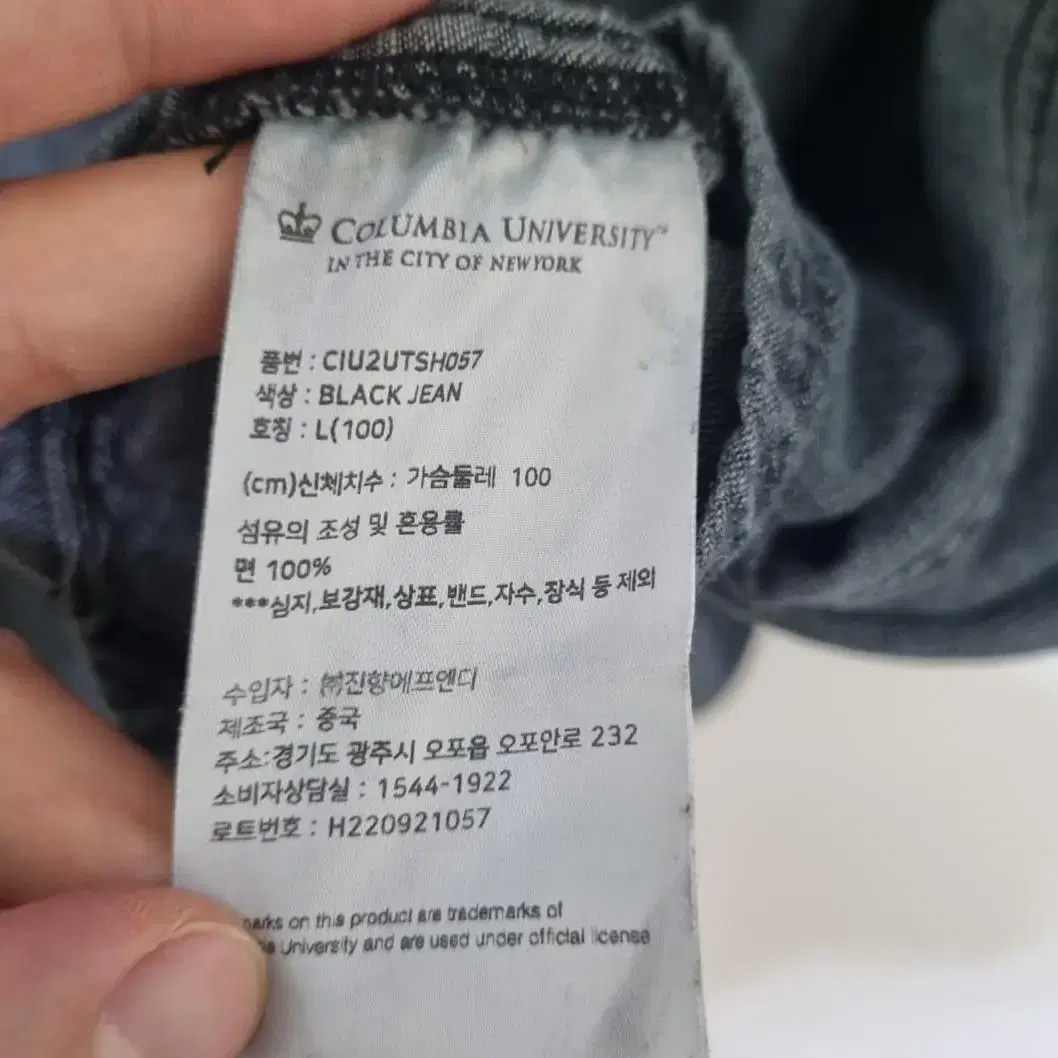 COLUMBIA UNIVERSITY™
IN THE CITY OF NEW YORK
품번 : CIU2UTSH057
색상 : BLACK JEAN
호칭 : L(100)
(cm)신체치수 : 가슴둘레 100
섬유의 조성 및 혼용률
면 100%
***심지,보강재,상표,밴드,자수,장식 등 제외
수입자 : ㈜진향에프앤디
제조국 : 중국
주소:경기도 광주시 오포읍 오포안로 232
소비자상담실 : 1544-1922
로트번호 : H220921057
on this product are trademarks of
University and are used under official license